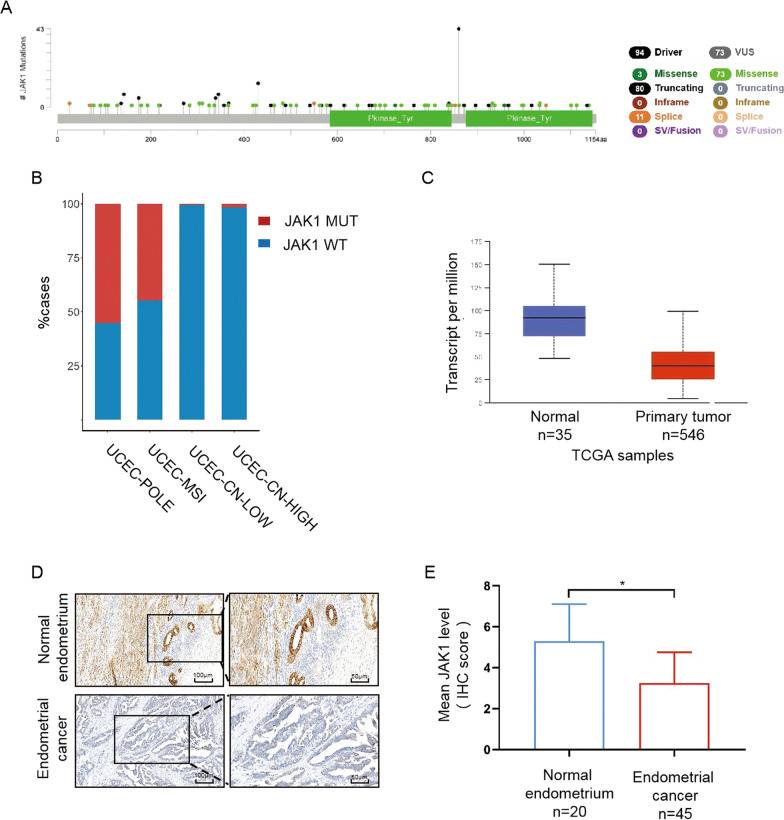 A
43
# JAK1 Mutations
0
Pkinase_Tyr
Pkinase_Tyr
0
200
400
600
800
1000
1154aa
94 Driver
73 VUS
3 Missense
73 Missense
80 Truncating
0 Truncating
0 Inframe
0 Inframe
11 Splice
0 Splice
0 SV/Fusion
0 SV/Fusion
B
100
75
50
25
%cases
JAK1 MUT
JAK1 WT
UCEC-POLE
UCEC-MSI
UCEC-CN-LOW
UCEC-CN-HIGH
C
Transcript per million
175
150
125
100
75
50
25
0
Normal
n=35
Primary tumor
n=546
TCGA samples
D
Normal
endometrium
100μm
50μm
Endometrial
cancer
100μm
50μm
E
Mean JAK1 level
( IHC score )
8
6
4
2
0
*
Normal
endometrium
n=20
Endometrial
cancer
n=45